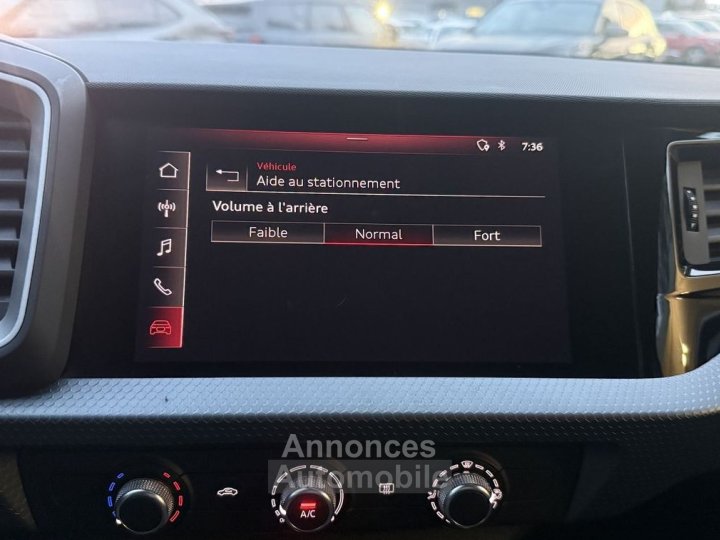 7:36
Véhicule
Aide au stationnement
Volume à l'arrière
Faible Normal Fort
A/C
Annonces
Automobile